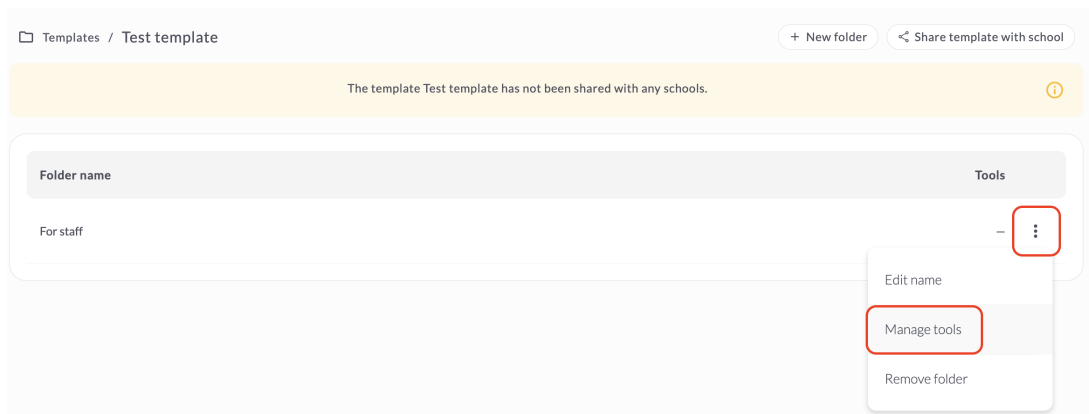 Templates / Test template
+ New folder
Share template with school
The template Test template has not been shared with any schools.
Folder name
Tools
For staff
–
Edit name
Manage tools
Remove folder